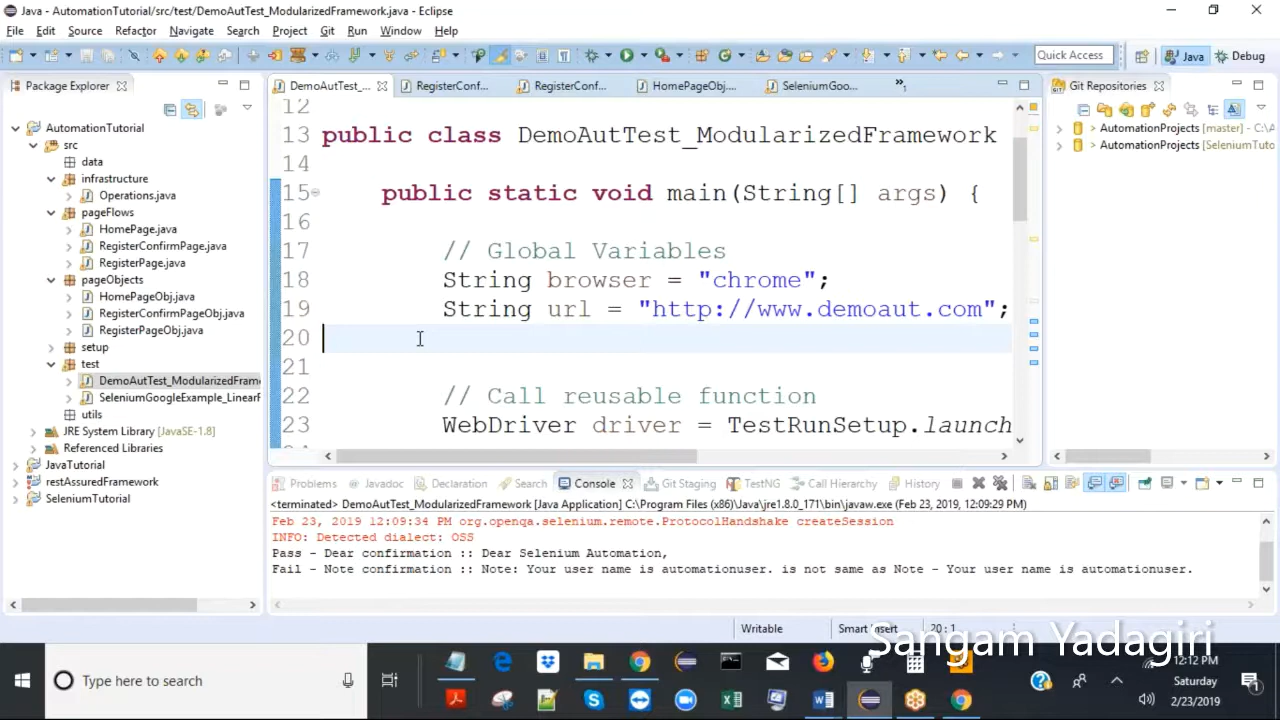 Java - AutomationTutorial/src/test/DemoAutTest_ModularizedFramework.java - Eclipse
File Edit Source Refactor Navigate Search Project Git Run Window Help
Quick Access
Java
Debug
Package Explorer
DemoAutTest_...
RegisterConf...
RegisterConf...
HomePageObj....
SeleniumGoo...
Git Repositories
AutomationTutorial
src
data
infrastructure
Operations.java
pageFlows
HomePage.java
RegisterConfirmPage.java
RegisterPage.java
pageObjects
HomePageObj.java
RegisterConfirmPageObj.java
RegisterPageObj.java
setup
test
DemoAutTest_ModularizedFram
SeleniumGoogleExample_LinearF
utils
JRE System Library [JavaSE-1.8]
Referenced Libraries
JavaTutorial
restAssuredFramework
SeleniumTutorial
12
13 public class DemoAutTest_ModularizedFramework
14
15 public static void main(String[] args) {
16
17 // Global Variables
18 String browser = "chrome";
19 String url = "http://www.demoaut.com";
20
21
22 // Call reusable function
23 WebDriver driver = TestRunSetup.launch
> AutomationProjects [master] - C:\A
> AutomationProjects [SeleniumTuto
Problems
Javadoc
Declaration
Search
Console
Git Staging
TestNG
Call Hierarchy
History
<terminated> DemoAutTest_ModularizedFramework [Java Application] C:\Program Files (x86)\Java\jre1.8.0_171\bin\javaw.exe (Feb 23, 2019, 12:09:29 PM)
Feb 23, 2019 12:09:34 PM org.openqa.selenium.remote.ProtocolHandshake createSession
INFO: Detected dialect: OSS
Pass - Dear confirmation :: Dear Selenium Automation,
Fail - Note confirmation :: Note: Your user name is automationuser. is not same as Note - Your user name is automationuser.
Writable
Smart Insert
20 : 1
Sangam Yadagiri
Type here to search
12:12 PM
Saturday
2/23/2019